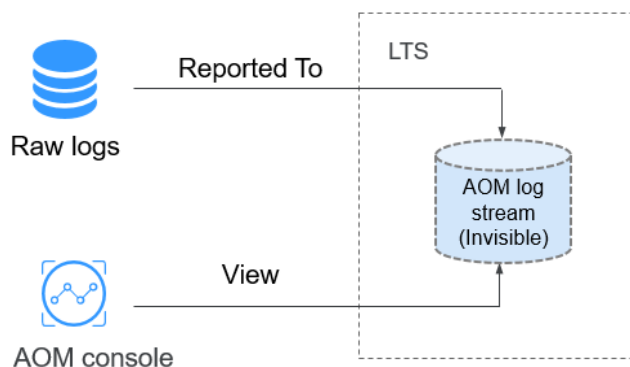 Reported To
LTS
Raw logs
AOM log
stream
(Invisible)
View
AOM console